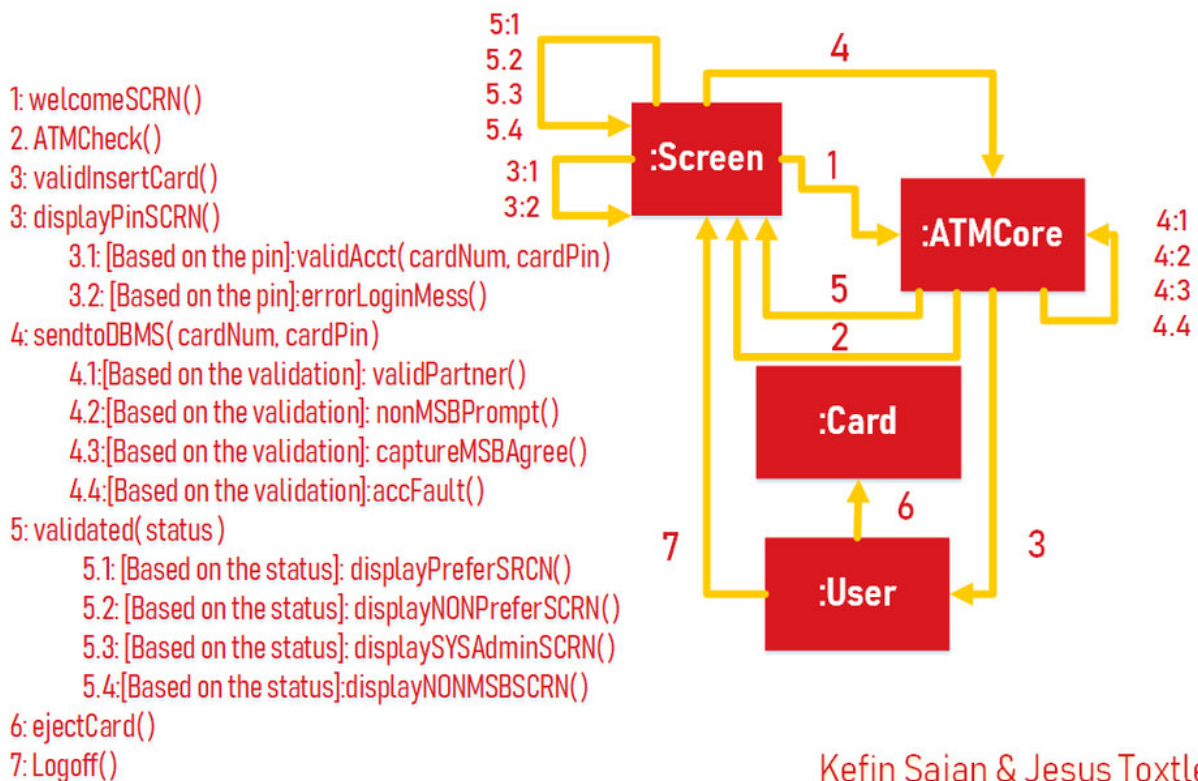 1: welcomeSCRN()
2. ATMCheck()
3: validInsertCard()
3: displayPinSCRN()
3.1: [Based on the pin]:validAcct( cardNum, cardPin)
3.2: [Based on the pin]:errorLoginMess()
4: sendtoDBMS( cardNum, cardPin)
4.1:[Based on the validation]: validPartner()
4.2:[Based on the validation]: nonMSBPrompt()
4.3:[Based on the validation]: captureMSBAgree()
4.4:[Based on the validation]:accFault()
5: validated( status )
5.1: [Based on the status]: displayPreferSRCN()
5.2: [Based on the status]: displayNONPreferSCRN()
5.3: [Based on the status]: displaySYSAdminSCRN()
5.4:[Based on the status]:displayNONMSBSCRN()
6: ejectCard()
7: Logoff()
5:1
5.2
5.3
5.4
4
:Screen
3:1
3:2
1
:ATMCore
4:1
4:2
4:3
4.4
5
2
:Card
6
7
3
:User
Kefin Sajan & Jesus Toxtle